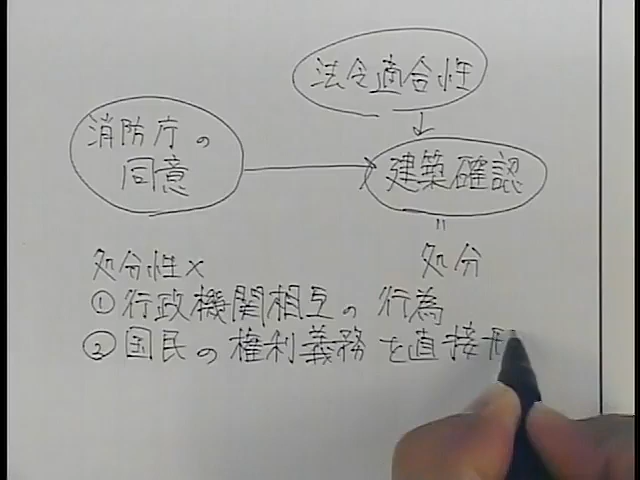 法令適合性
消防庁の
同意
建築確認
〃
処分
処分性×
①行政機関相互の行為
②国民の権利義務を直接